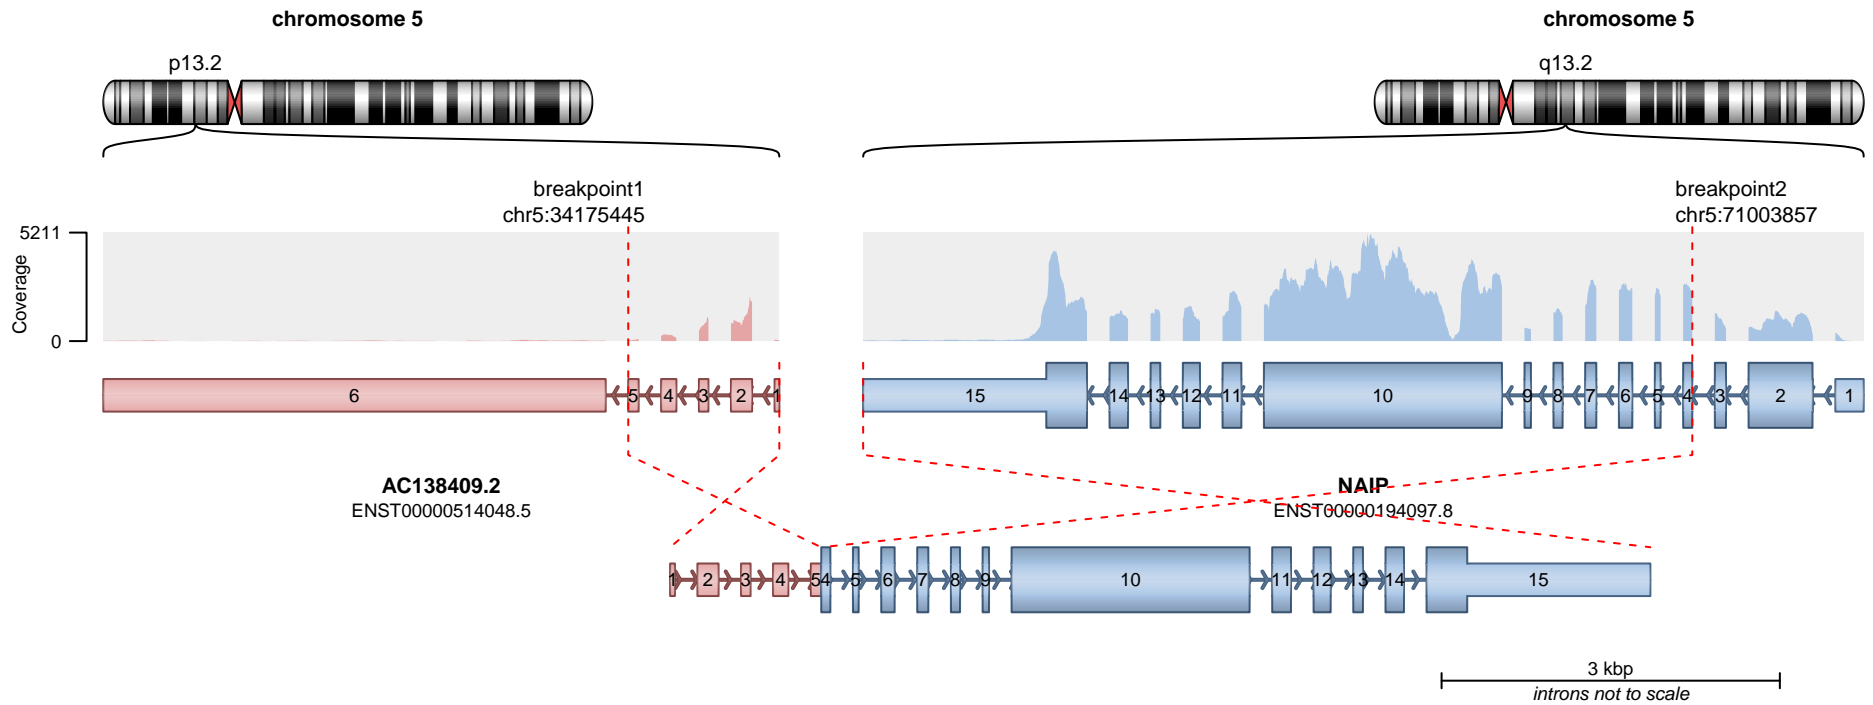 chromosome 5
chromosome 5
p13.2
q13.2
breakpoint1
chr5:34175445
breakpoint2
chr5:71003857
5211
0
Coverage
6 5 4 3 2 1
15 14 13 12 11 10 9 8 7 6 5 4 3 2 1
AC138409.2
ENST00000514048.5
NAIP
ENST00000194097.8
1 2 3 4 5 4 5 6 7 8 9 10 11 12 13 14 15
3 kbp
introns not to scale